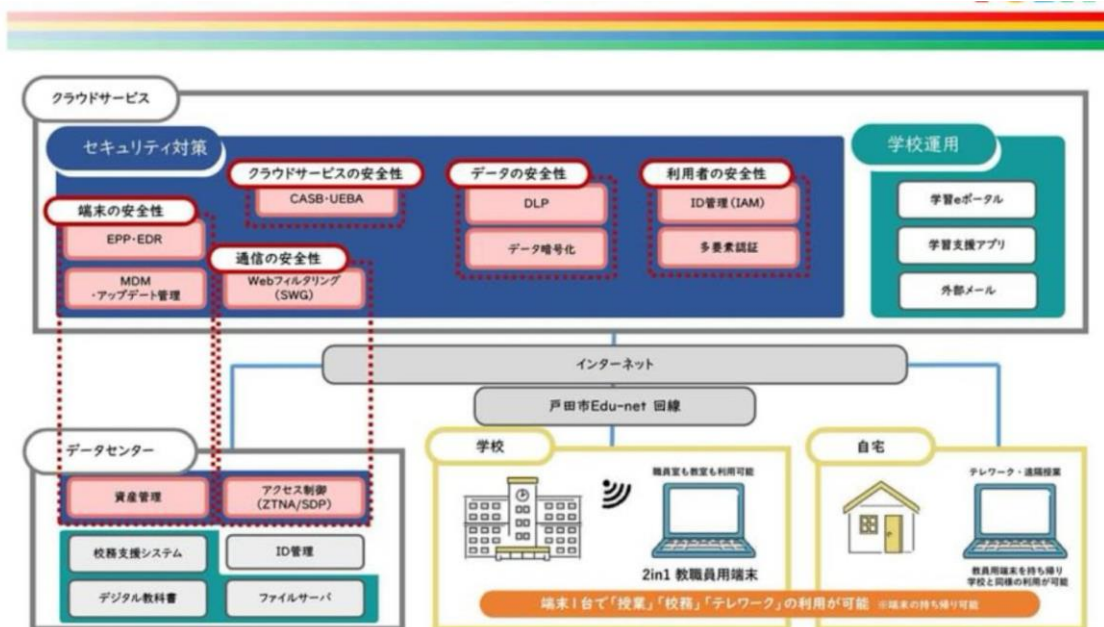 クラウドサービス
セキュリティ対策
学校運用
クラウドサービスの安全性
CASB・UEBA
データの安全性
DLP
データ暗号化
利用者の安全性
ID管理(IAM)
多要素認証
端末の安全性
EPP・EDR
MDM
・アップデート管理
通信の安全性
Webフィルタリング
(SWG)
学習eポータル
学習支援アプリ
外部メール
インターネット
戸田市Edu-net 回線
データセンター
資産管理
アクセス制御
(ZTNA/SDP)
校務支援システム
ID管理
デジタル教科書
ファイルサーバ
学校
職員室も教室も利用可能
2in1 教職員用端末
自宅
テレワーク・遠隔授業
教員用端末を持ち帰り
学校と同様の利用が可能
端末1台で「授業」「校務」「テレワーク」の利用が可能 ※端末の持ち帰り可能